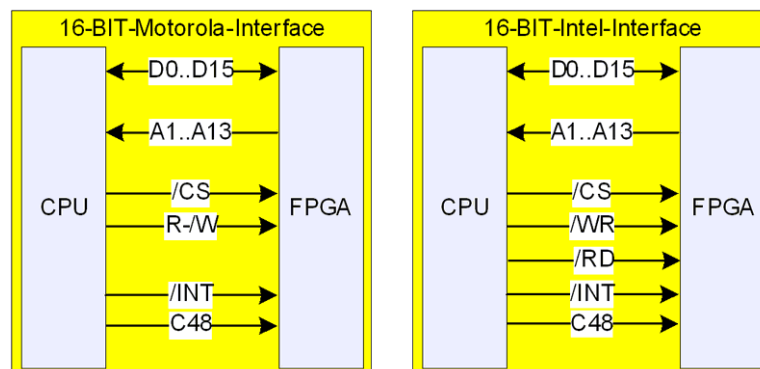 16-BIT-Motorola-Interface
D0..D15
A1..A13
/CS
CPU
FPGA
R-/W
/INT
C48
16-BIT-Intel-Interface
D0..D15
A1..A13
/CS
CPU
FPGA
/WR
/RD
/INT
C48